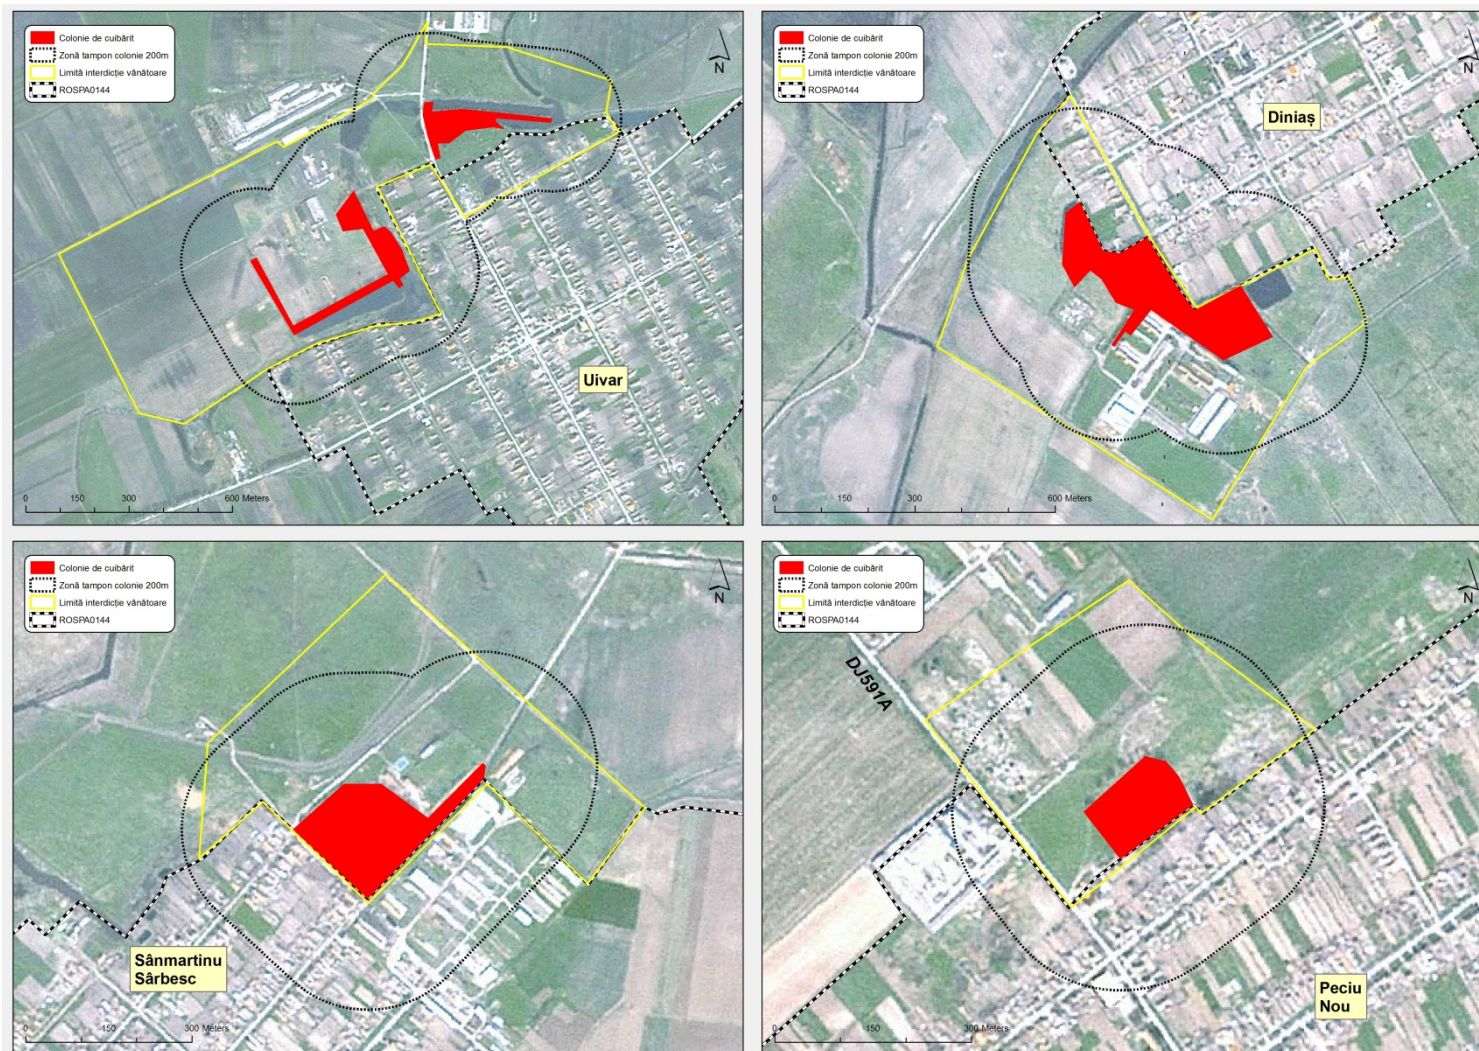 Colonie de cuibărit
Zonă tampon colonie 200m
Limită interdicție vânătoare
ROSPA0144
N
Uivar
0 150 300 600 Meters
Colonie de cuibărit
Zonă tampon colonie 200m
Limită interdicție vânătoare
ROSPA0144
N
Diniaș
0 150 300 600 Meters
Colonie de cuibărit
Zonă tampon colonie 200m
Limită interdicție vânătoare
ROSPA0144
N
Sânmartinu
Sârbesc
0 150 300 Meters
Colonie de cuibărit
Zonă tampon colonie 200m
Limită interdicție vânătoare
ROSPA0144
N
DJ591A
Peciu
Nou
0 150 300 Meters